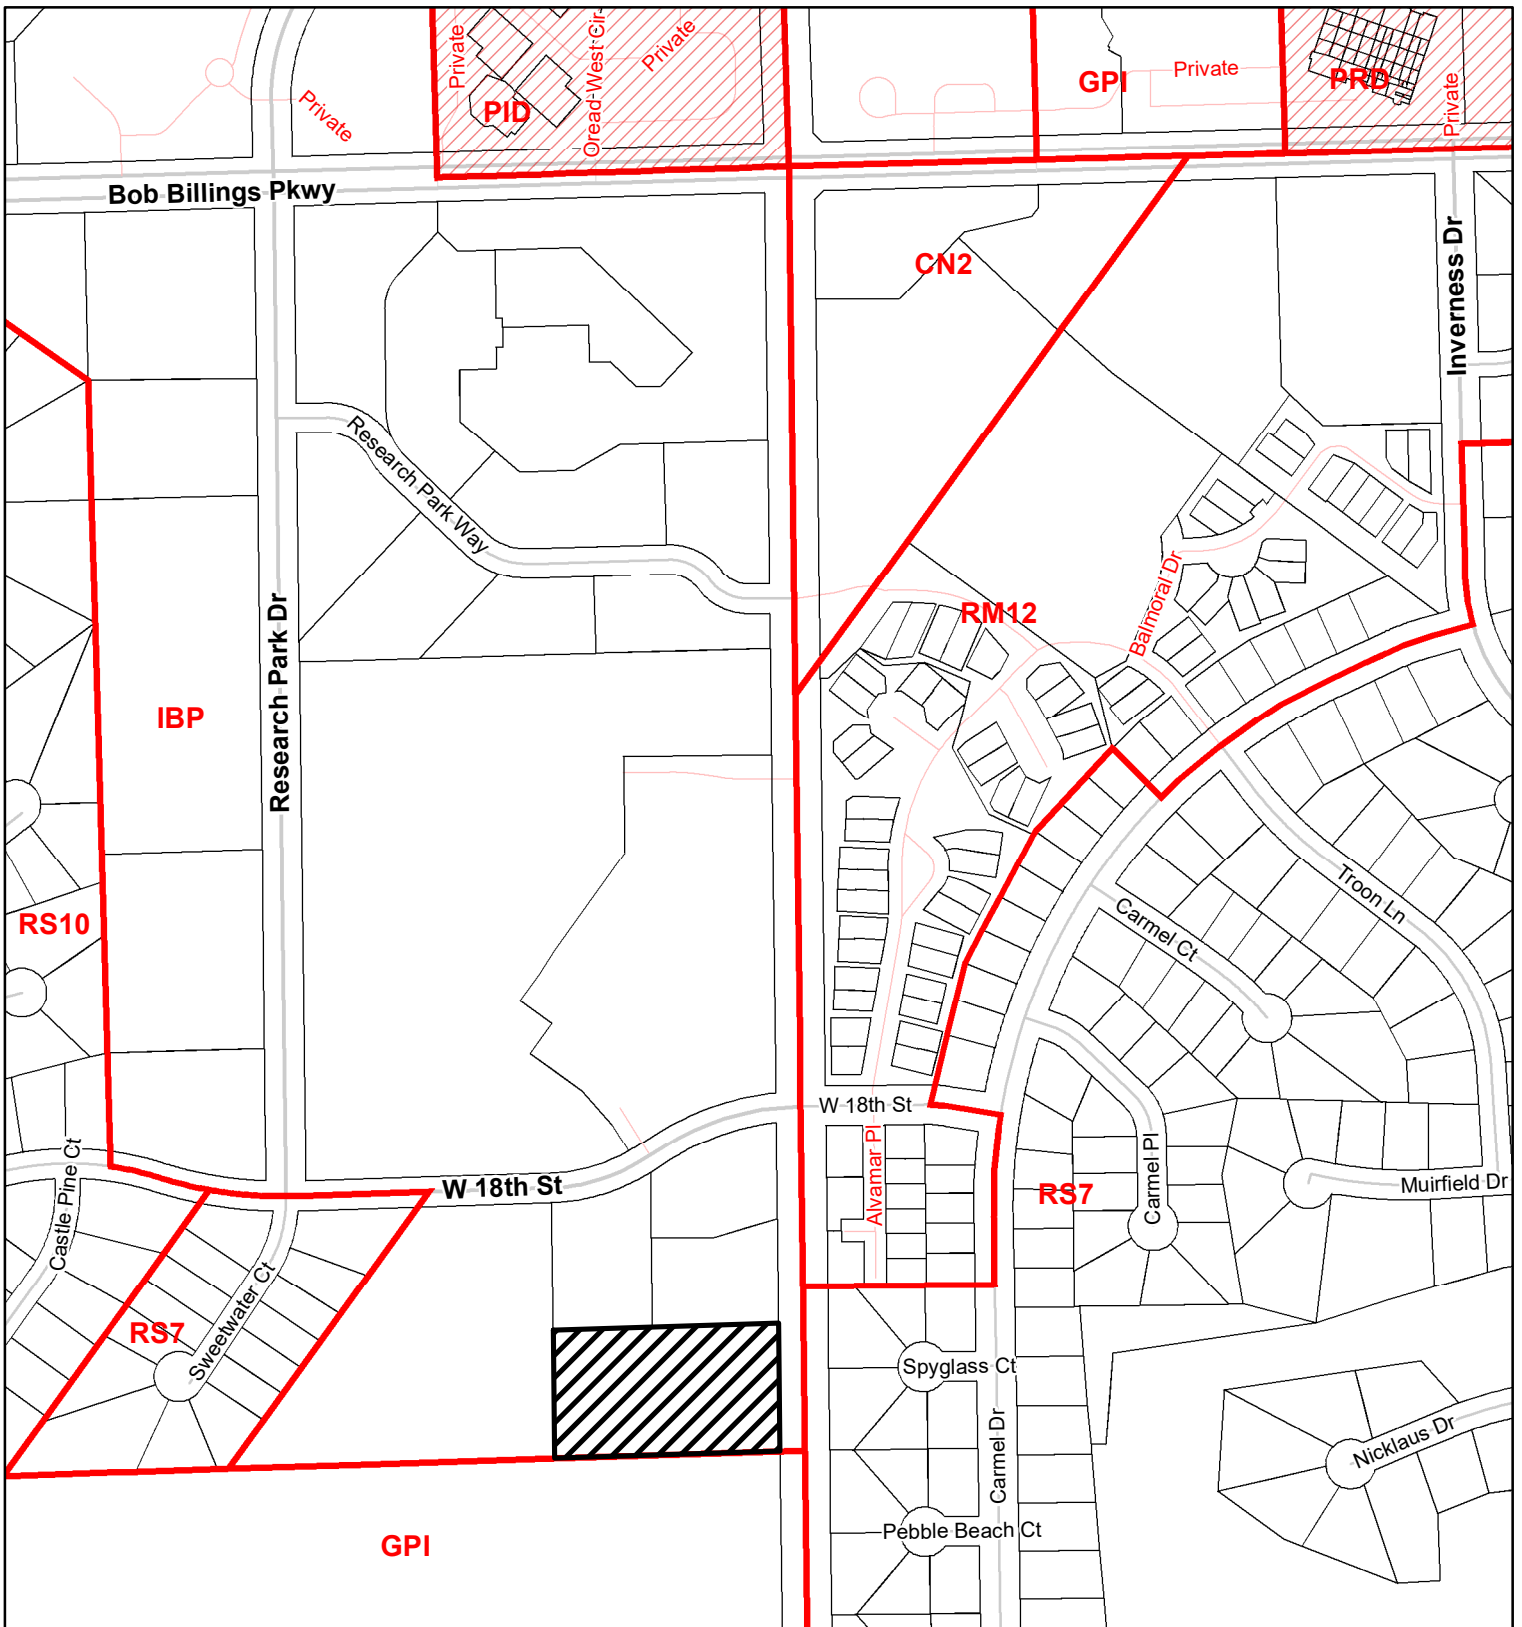 Private
Oread West Cir
Private
Private
PID
GPI
Private
PRD
Private
Bob Billings Pkwy
CN2
Inverness Dr
Research Park Way
Research Park Dr
Balmoral Dr
RM12
IBP
RS10
Troon Ln
Carmel Ct
W 18th St
Alvamar Pl
Castle Pine Ct
W 18th St
RS7
Carmel Pl
Muirfield Dr
RS7
Sweetwater Ct
Spyglass Ct
Carmel Dr
Nicklaus Dr
Pebble Beach Ct
GPI